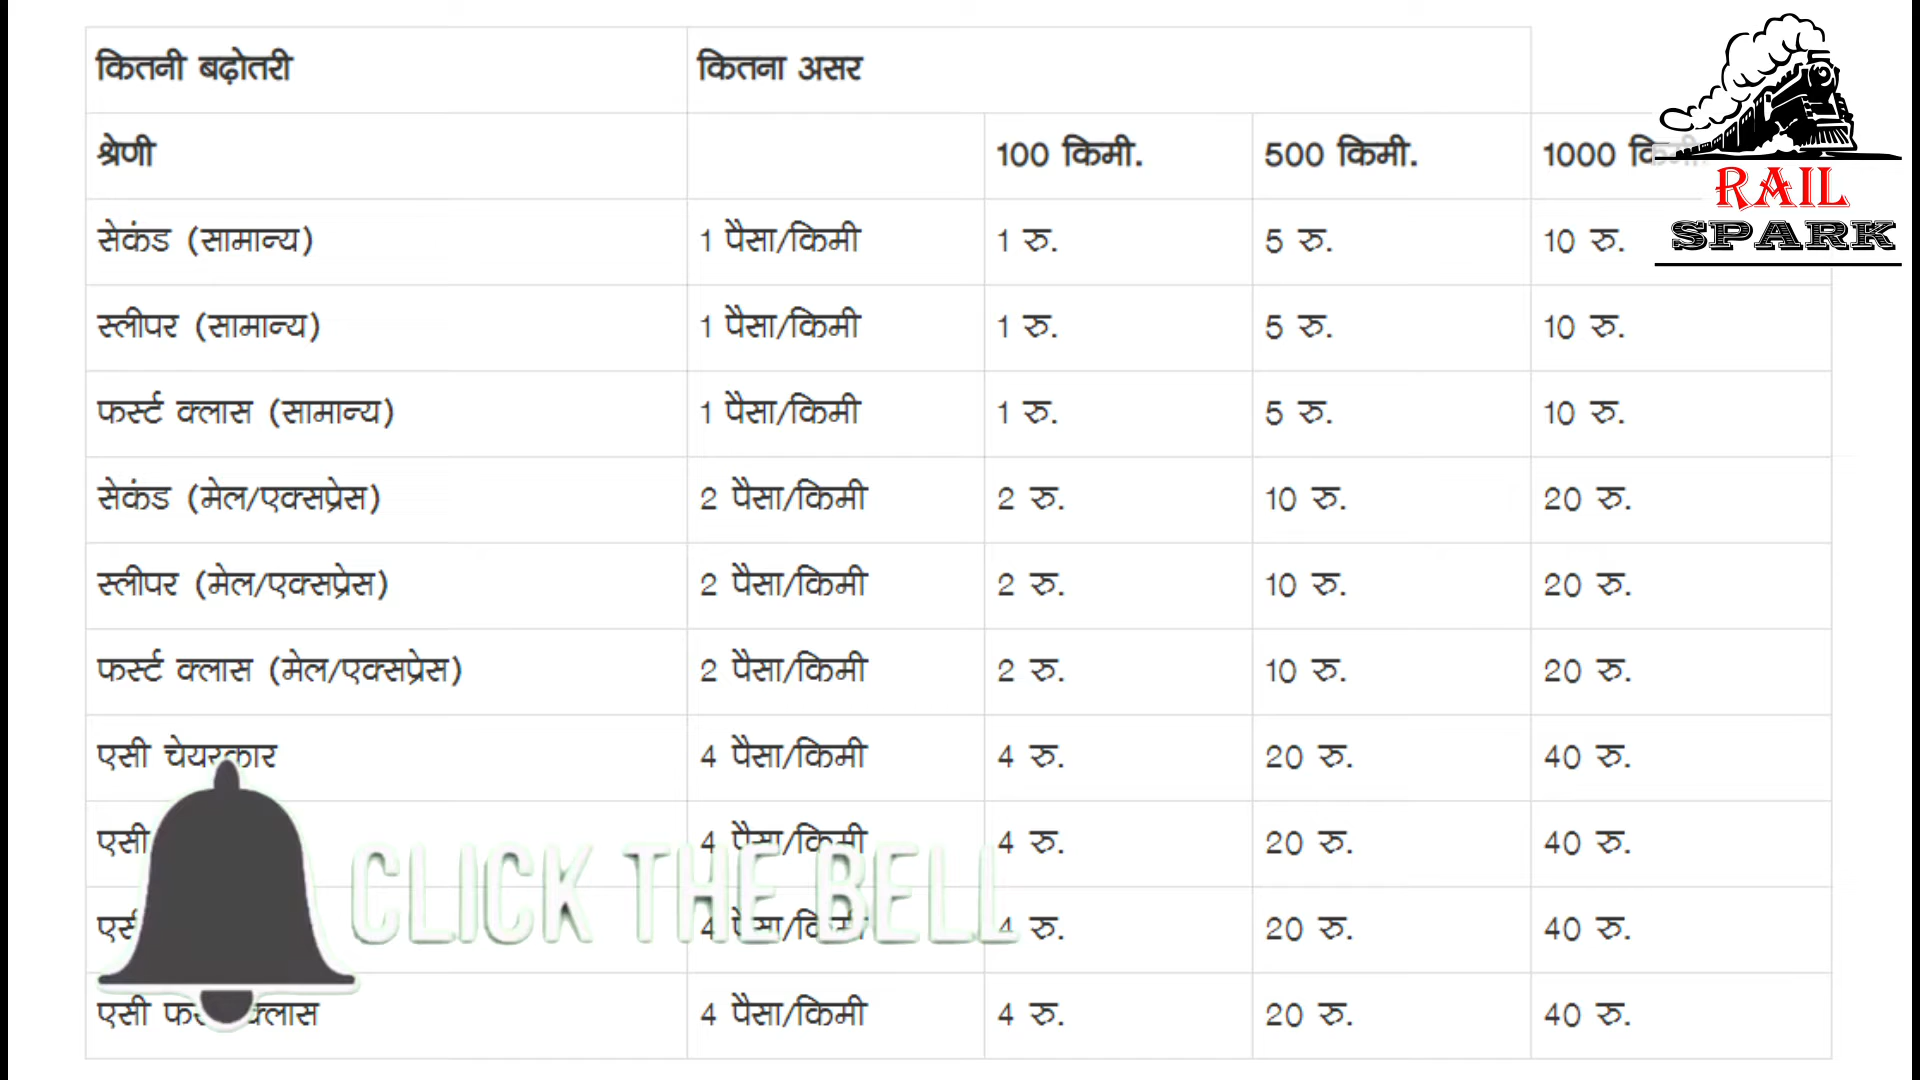 कितनी बढ़ोतरी कितना असर
श्रेणी 100 किमी. 500 किमी. 1000
RAIL
SPARK
सेकंड (सामान्य) 1 पैसा/किमी 1 रु. 5 रु. 10 रु.
स्लीपर (सामान्य) 1 पैसा/किमी 1 रु. 5 रु. 10 रु.
फर्स्ट क्लास (सामान्य) 1 पैसा/किमी 1 रु. 5 रु. 10 रु.
सेकंड (मेल/एक्सप्रेस) 2 पैसा/किमी 2 रु. 10 रु. 20 रु.
स्लीपर (मेल/एक्सप्रेस) 2 पैसा/किमी 2 रु. 10 रु. 20 रु.
फर्स्ट क्लास (मेल/एक्सप्रेस) 2 पैसा/किमी 2 रु. 10 रु. 20 रु.
एसी चेयरकार 4 पैसा/किमी 4 रु. 20 रु. 40 रु.
एसी 4 पैसा/किमी 4 रु. 20 रु. 40 रु.
CLICK THE BELL
4 पैसा/किमी 4 रु. 20 रु. 40 रु.
एसी क्लास 4 पैसा/किमी 4 रु. 20 रु. 40 रु.